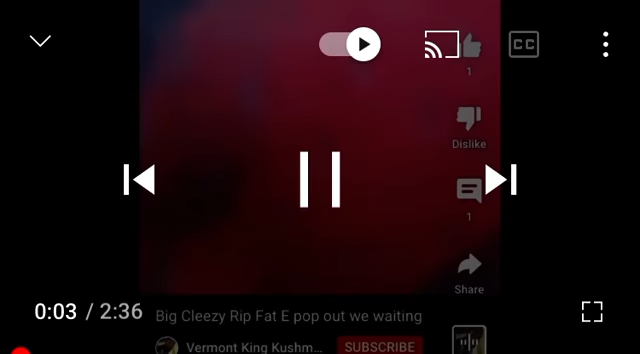 CC
1
Dislike
1
Share
0:03 / 2:36
Big Cleezy Rip Fat E pop out we waiting
Vermont King Kushm...
SUBSCRIBE